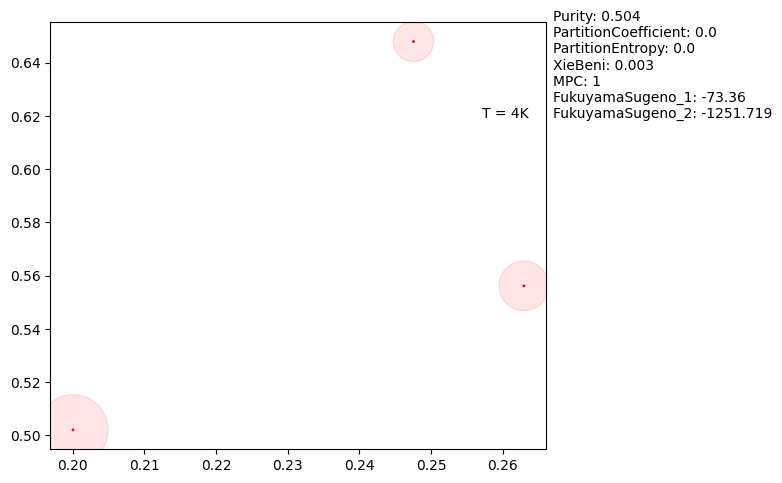 Purity: 0.504
PartitionCoefficient: 0.0
PartitionEntropy: 0.0
XieBeni: 0.003
MPC: 1
FukuyamaSugeno_1: -73.36
FukuyamaSugeno_2: -1251.719
T = 4K
0.64
0.62
0.60
0.58
0.56
0.54
0.52
0.50
0.20 0.21 0.22 0.23 0.24 0.25 0.26